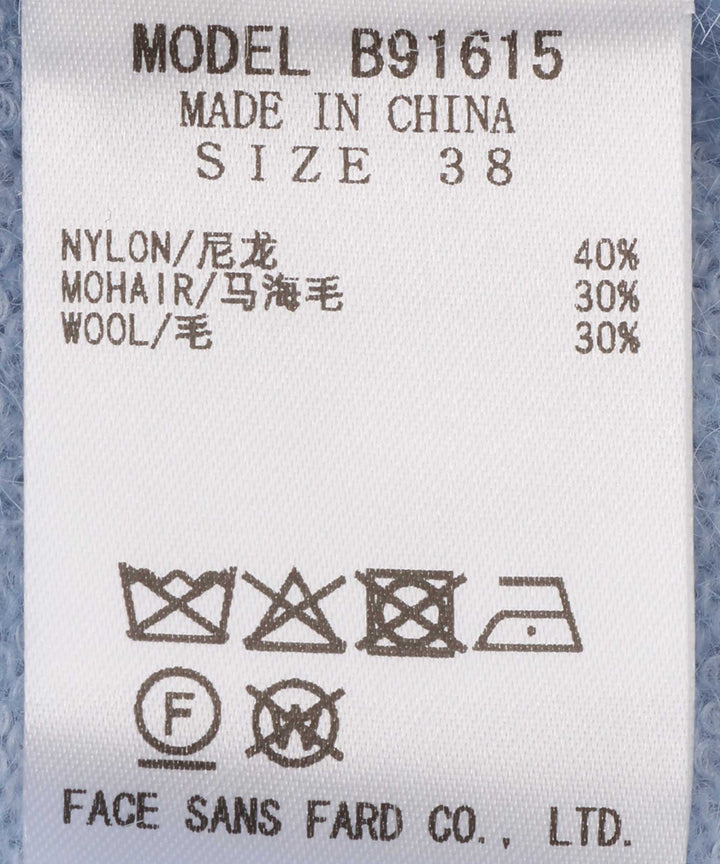 MODEL B91615
MADE IN CHINA
SIZE 38
NYLON/尼龙 40%
MOHAIR/马海毛 30%
WOOL/毛 30%
F W
FACE SANS FARD CO., LTD.